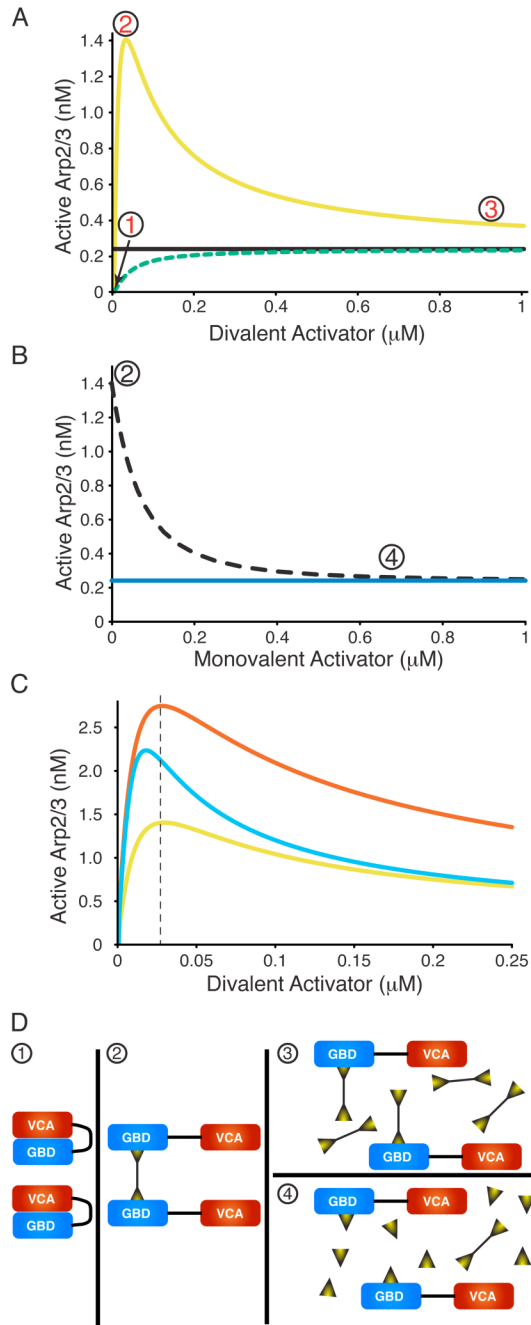 A
②
1.4
1.2
1.0
0.8
0.6
0.4
0.2
0
①
③
Active Arp2/3 (nM)
0 0.2 0.4 0.6 0.8 1
Divalent Activator (μM)
B
②
1.4
1.2
1.0
0.8
0.6
0.4
0.2
0
④
Active Arp2/3 (nM)
0 0.2 0.4 0.6 0.8 1
Monovalent Activator (μM)
C
2.5
2.0
1.5
1.0
0.5
0
Active Arp2/3 (nM)
0 0.05 0.1 0.15 0.2 0.25
Divalent Activator (μM)
D
①
VCA
GBD
VCA
GBD
②
GBD VCA
GBD VCA
③
GBD VCA
GBD VCA
④
GBD VCA
GBD VCA